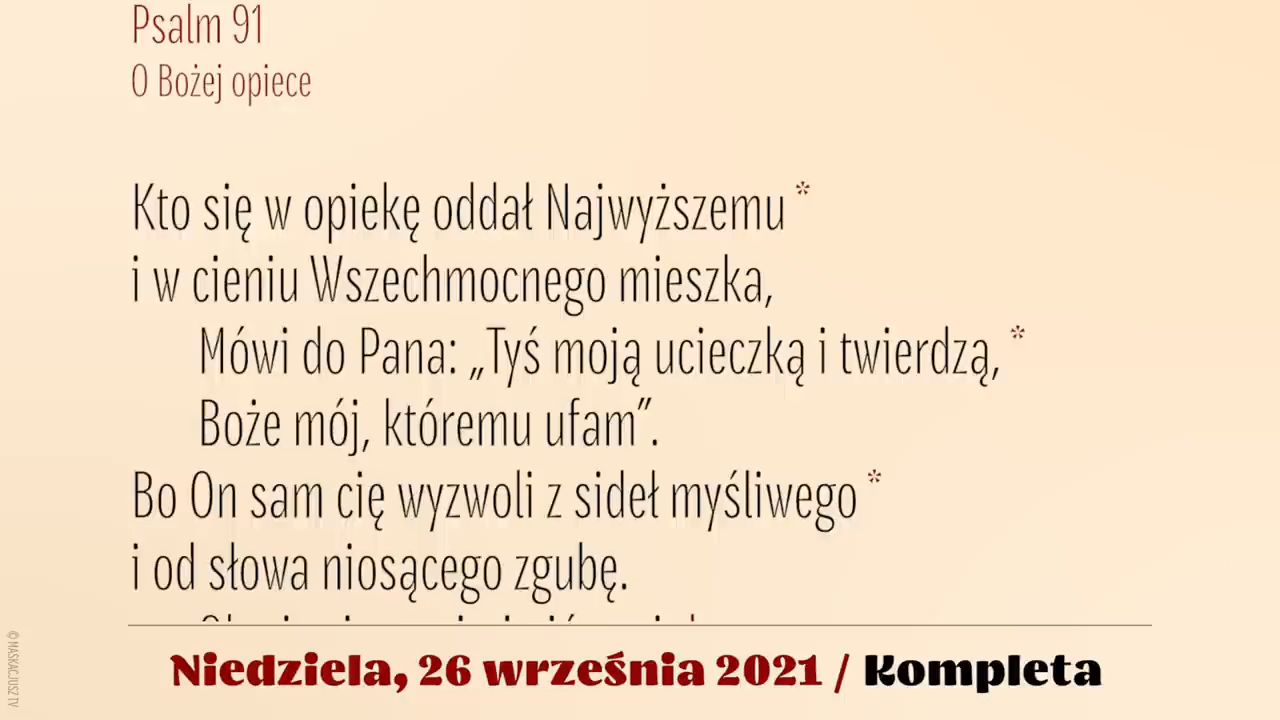 Psalm 91
O Bożej opiece
Kto się w opiekę oddał Najwyższemu *
i w cieniu Wszechmocnego mieszka,
Mówi do Pana: „Tyś moją ucieczką i twierdzą, *
Boże mój, któremu ufam”.
Bo On sam cię wyzwoli z sideł myśliwego *
i od słowa niosącego zgubę.
Niedziela, 26 września 2021 / Kompleta
© MASKACJUSZ TV